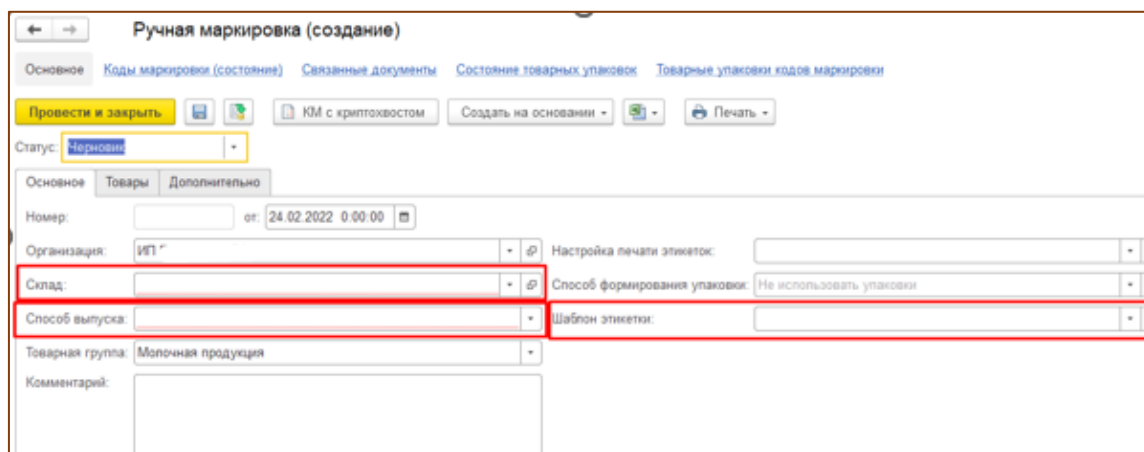 Ручная маркировка (создание)
Основное Коды маркировки (состояние) Связанные документы Состояние товарных упаковок Товарные упаковки кодов маркировки
Провести и закрыть КМ с криптохвостом Создать на основании Печать
Статус: Черновик
Основное Товары Дополнительно
Номер: от: 24.02.2022 0:00:00
Организация: ИП Настройка печати этикеток:
Склад: Способ формирования упаковки: Не использовать упаковки
Способ выпуска: Шаблон этикетки:
Товарная группа: Молочная продукция
Комментарий: